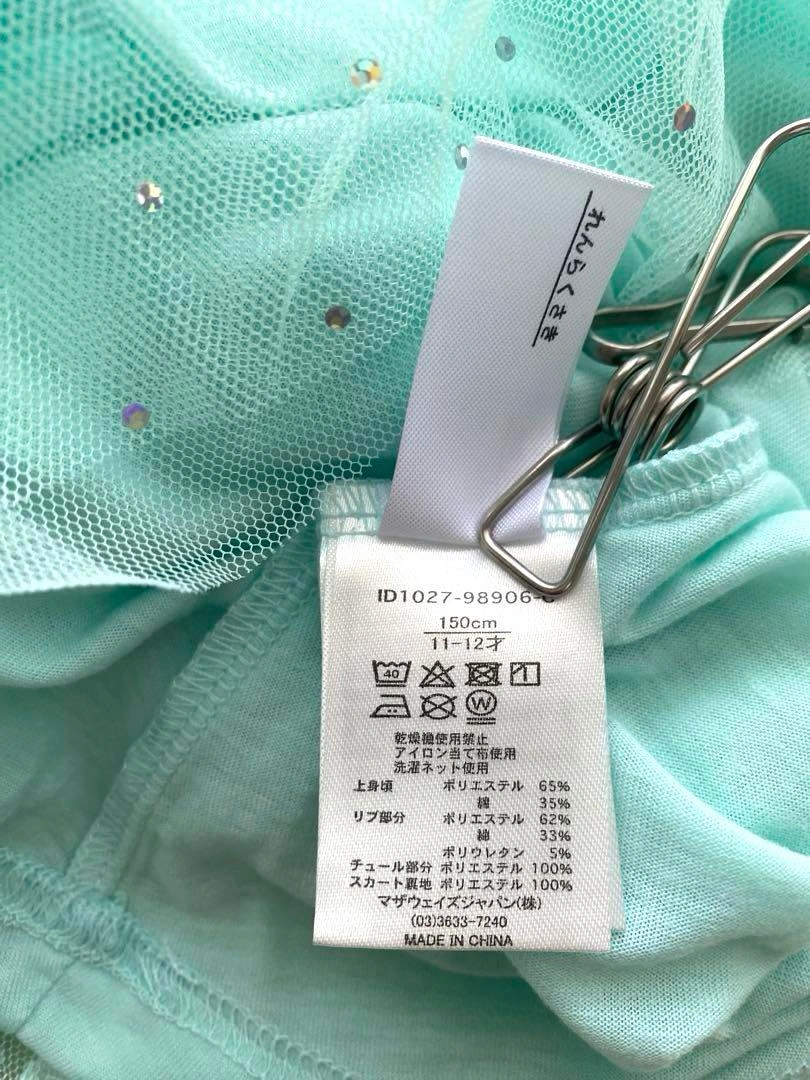 れんらくさき
ID1027-98906-C
150cm
11-12才
40
W
乾燥機使用禁止
アイロン当て布使用
洗濯ネット使用
上身頃 ポリエステル 65%
綿 35%
リブ部分 ポリエステル 62%
綿 33%
ポリウレタン 5%
チュール部分 ポリエステル 100%
スカート裏地 ポリエステル 100%
マザウェイズジャパン(株)
(03)3633-7240
MADE IN CHINA